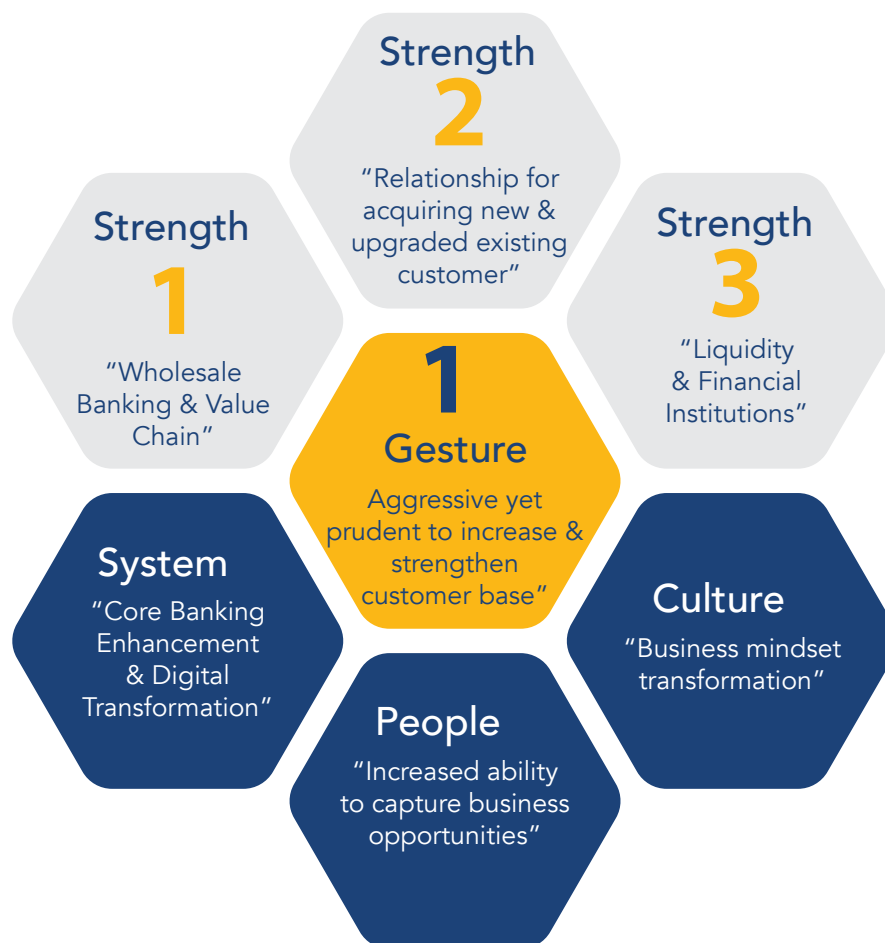 Strength
1
“Wholesale
Banking & Value
Chain”
Strength
2
“Relationship for
acquiring new &
upgraded existing
customer”
Strength
3
“Liquidity
& Financial
Institutions”
1
Gesture
Aggressive yet
prudent to increase &
strengthen
customer base”
System
“Core Banking
Enhancement
& Digital
Transformation”
People
“Increased ability
to capture business
opportunities”
Culture
“Business mindset
transformation”